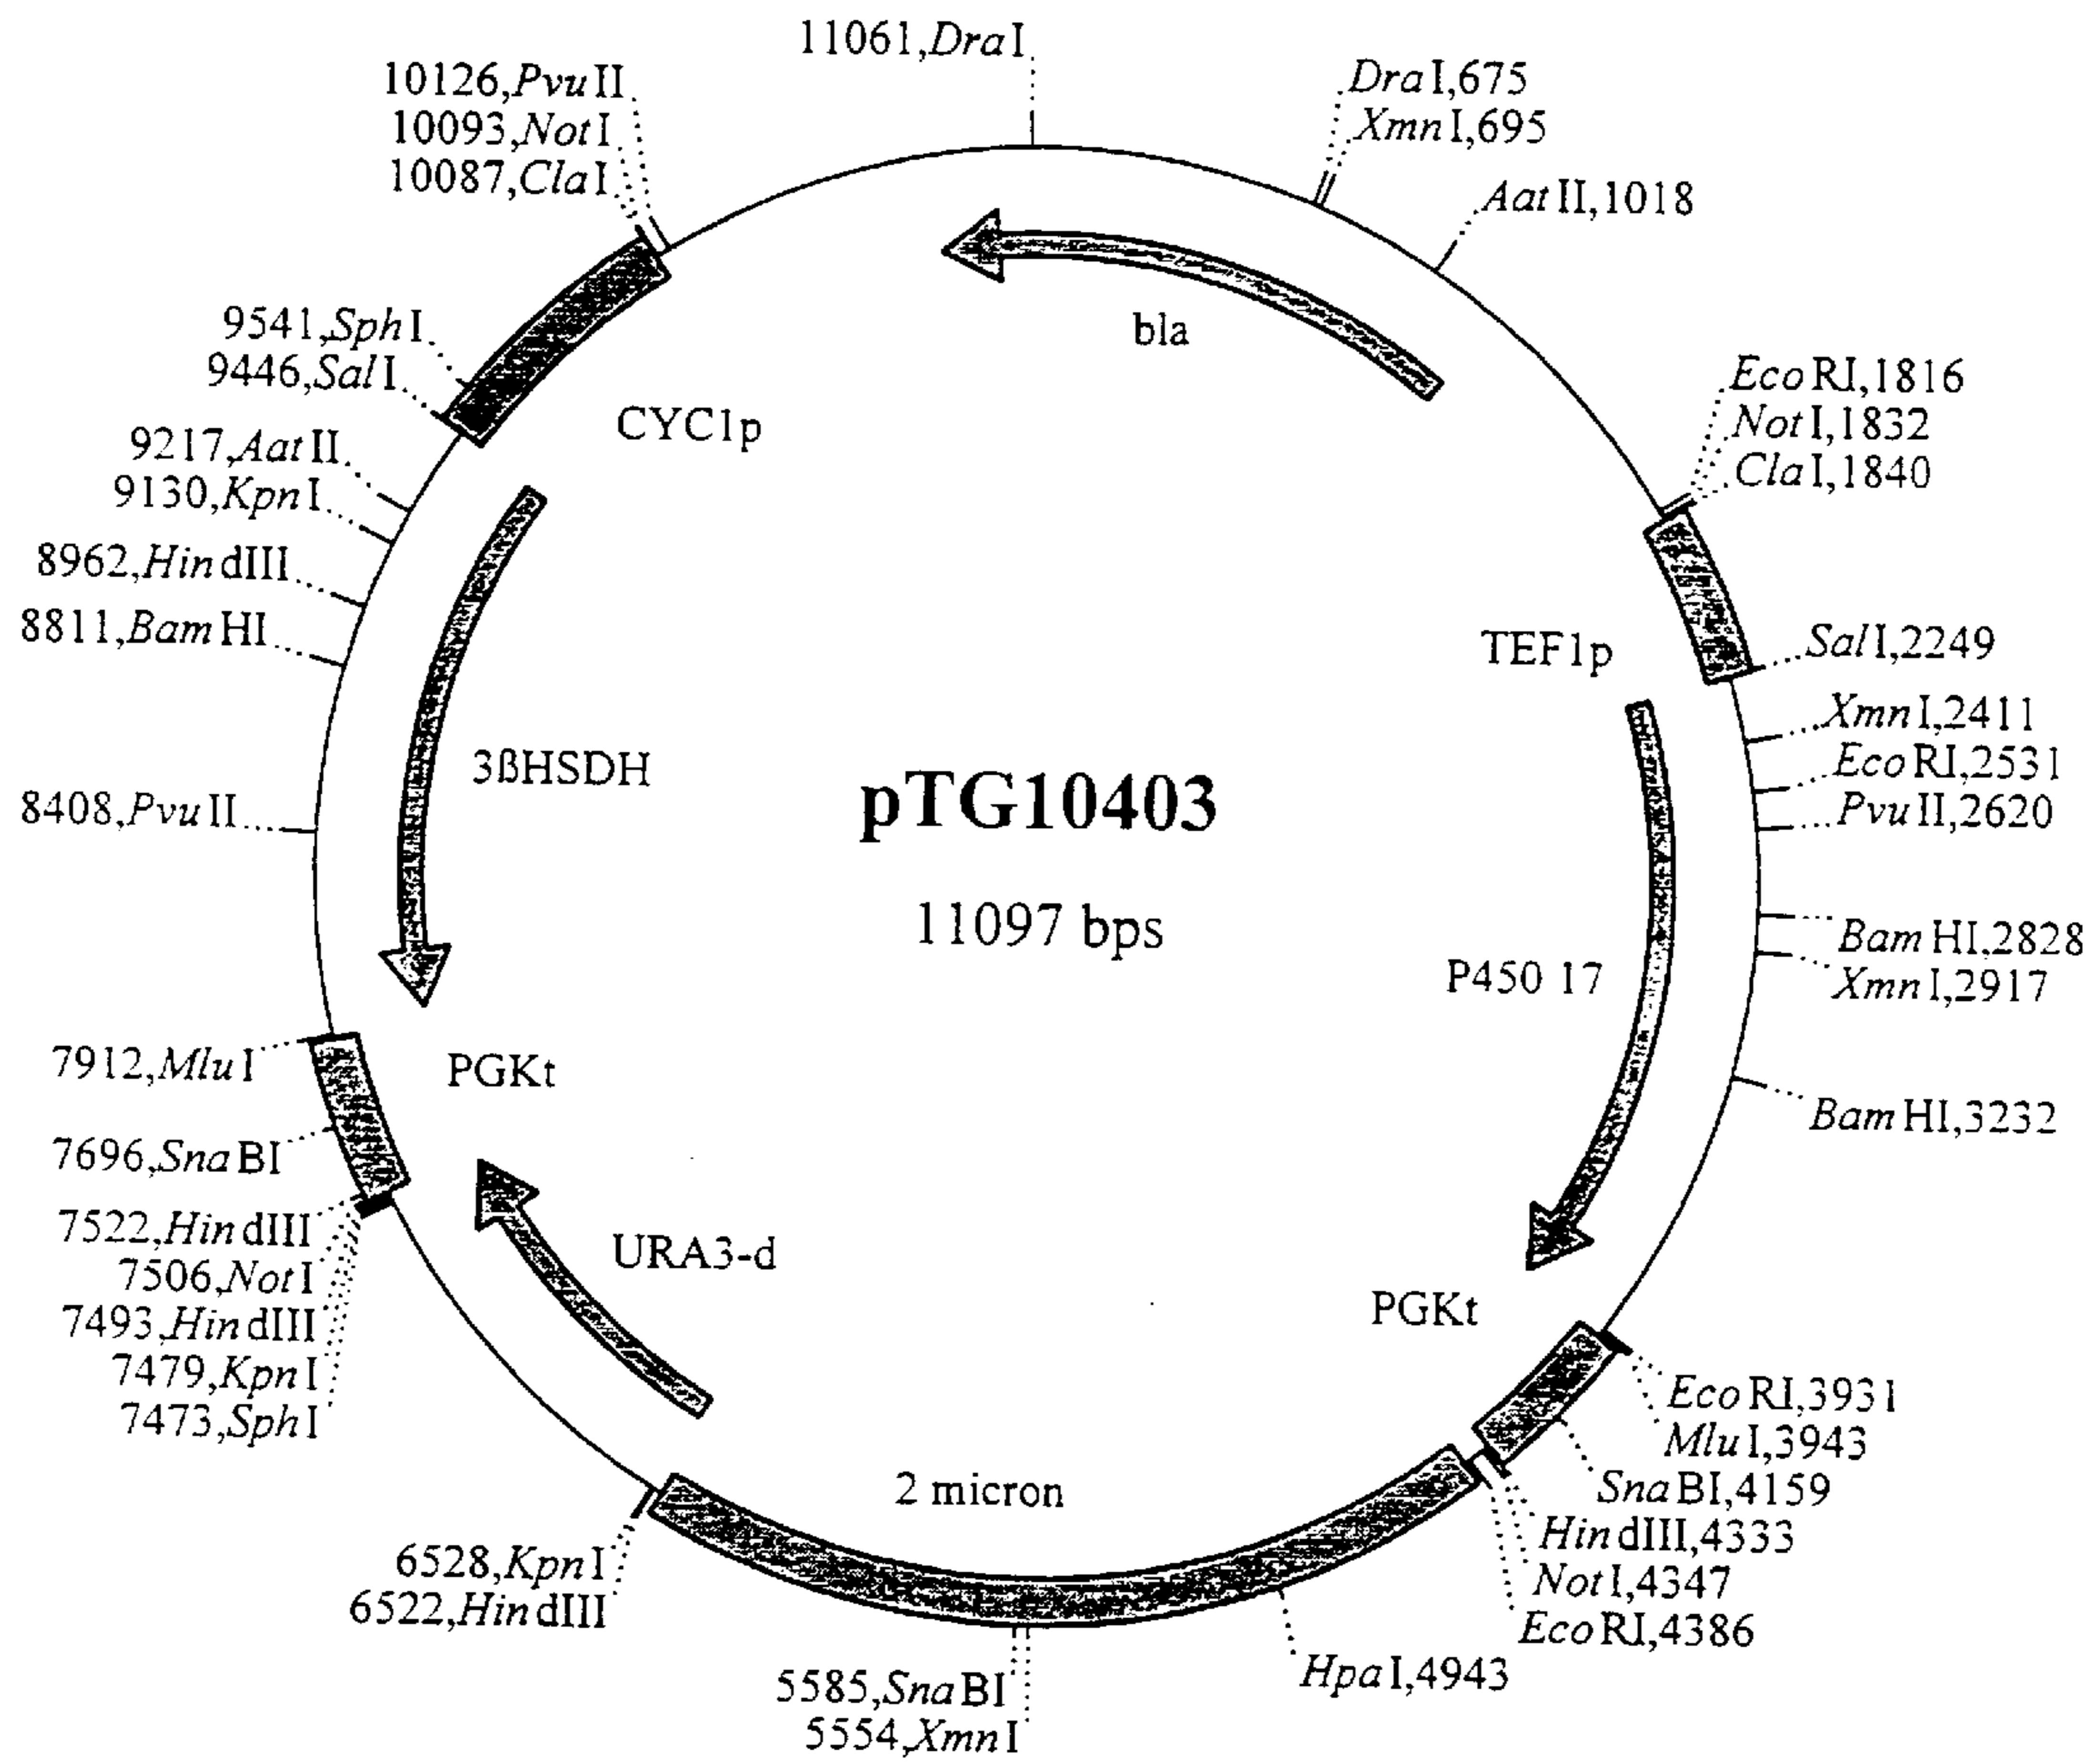 11061,DraI
10126,PvuII
10093,NotI
10087,ClaI
DraI,675
XmnI,695
AatII,1018
bla
9541,SphI
9446,SalI
9217,AatII
9130,KpnI
8962,HindIII
8811,BamHI
8408,PvuII
CYC1p
3ßHSDH
EcoRI,1816
NotI,1832
ClaI,1840
TEF1p
SalI,2249
XmnI,2411
EcoRI,2531
PvuII,2620
BamHI,2828
XmnI,2917
BamHI,3232
pTG10403
11097 bps
P450 17
7912,MluI
PGKt
7696,SnaBI
7522,HindIII
7506,NotI
7493,HindIII
7479,KpnI
7473,SphI
URA3-d
PGKt
EcoRI,3931
MluI,3943
SnaBI,4159
HindIII,4333
NotI,4347
EcoRI,4386
HpaI,4943
2 micron
6528,KpnI
6522,HindIII
5585,SnaBI
5554,XmnI